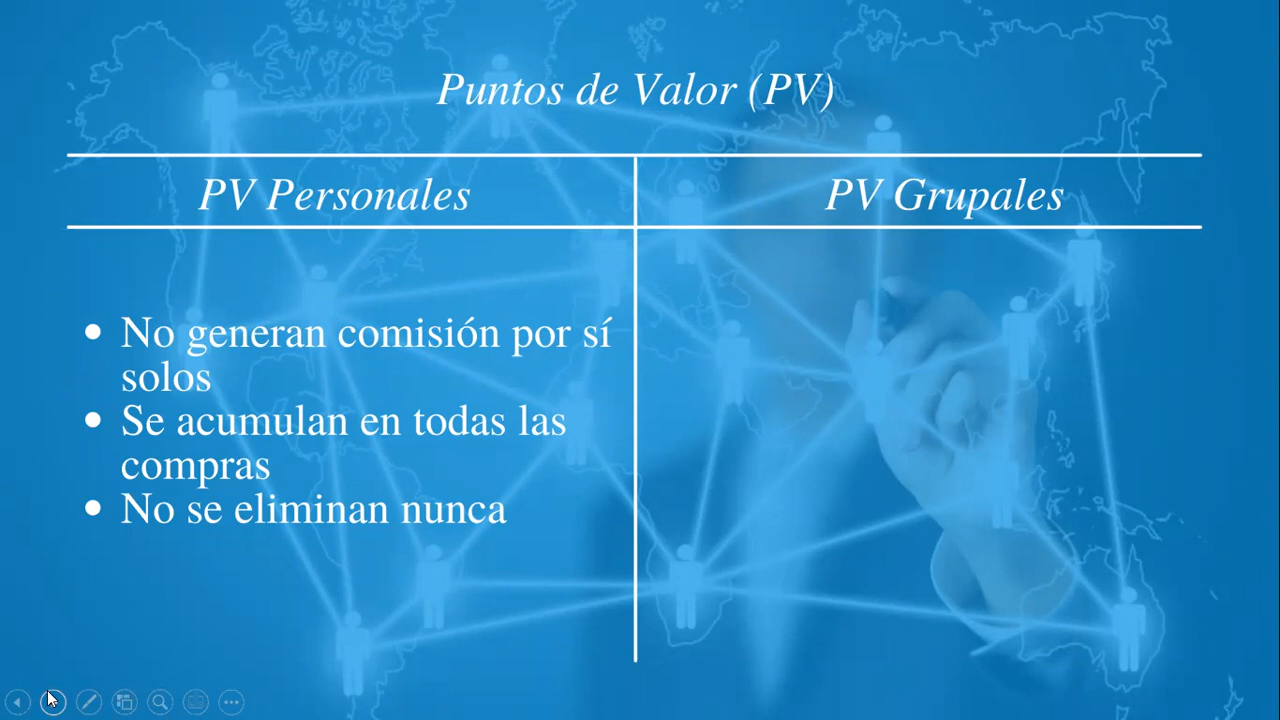 Puntos de Valor (PV)
PV Personales
PV Grupales
• No generan comisión por sí
solos
• Se acumulan en todas las
compras
• No se eliminan nunca